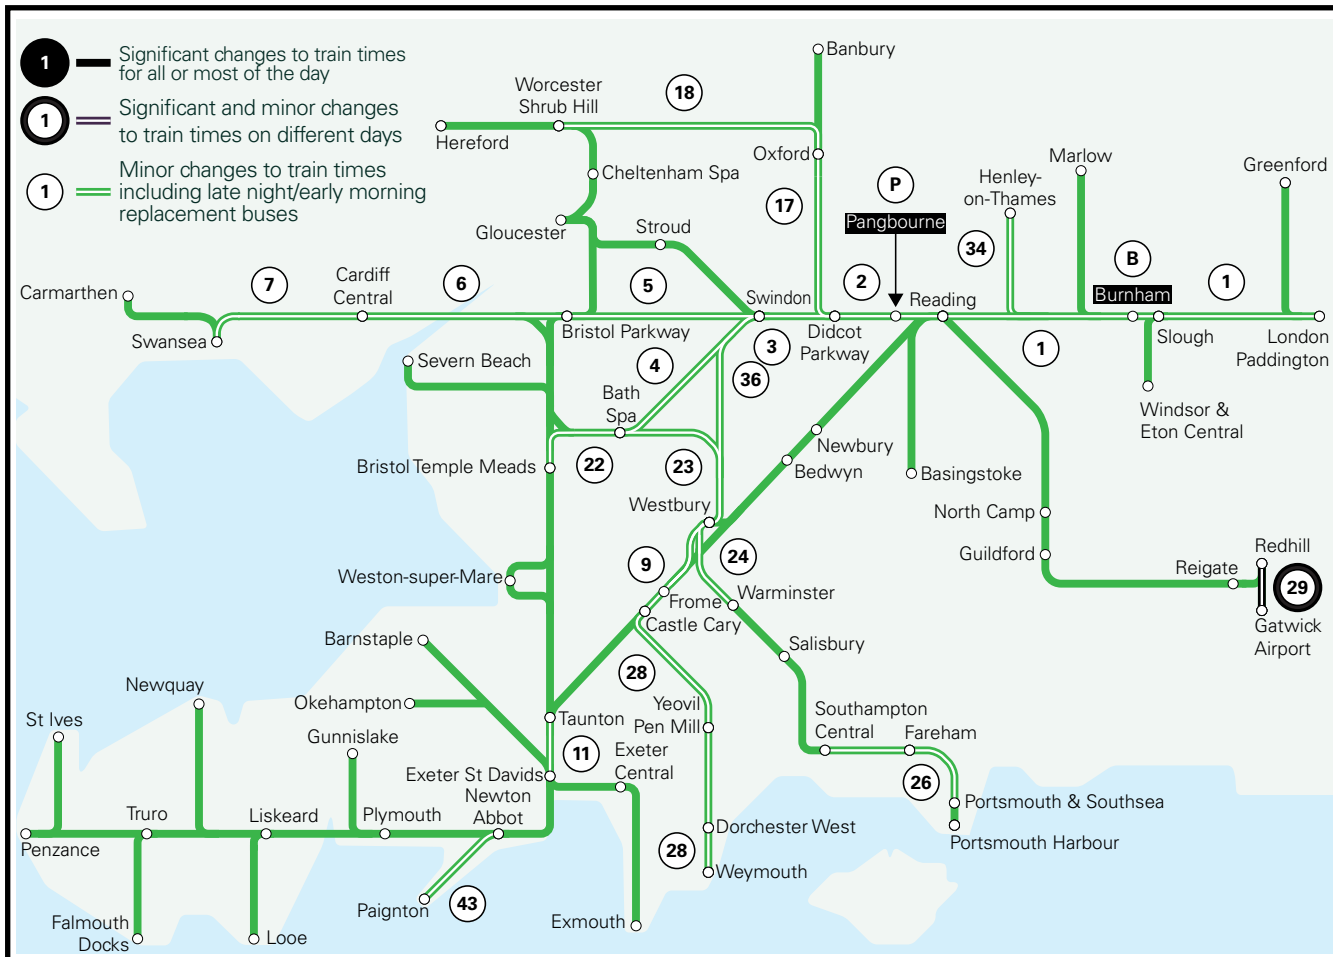 1
Significant changes to train times
for all or most of the day
1
Significant and minor changes
to train times on different days
1
Minor changes to train times
including late night/early morning
replacement buses
Banbury
Worcester
Shrub Hill
18
Hereford
Oxford
Cheltenham Spa
17
P
Pangbourne
Henley-
on-Thames
34
Marlow
Greenford
Gloucester
Stroud
B
Burnham
1
Carmarthen
7
Cardiff
Central
6
5
Swindon
2
Reading
Swansea
Bristol Parkway
3
Didcot
Parkway
1
Slough
London
Paddington
Severn Beach
4
36
Bath
Spa
Windsor &
Eton Central
Newbury
Bedwyn
Basingstoke
Bristol Temple Meads
22
23
Westbury
North Camp
Guildford
Reigate
Redhill
29
Gatwick
Airport
24
9
Weston-super-Mare
Frome
Castle Cary
Warminster
Salisbury
Barnstaple
28
Okehampton
Newquay
Yeovil
Pen Mill
Southampton
Central
Fareham
26
St Ives
Gunnislake
Taunton
11
Exeter
Central
Exeter St Davids
Newton
Abbot
Portsmouth & Southsea
Portsmouth Harbour
Truro
Liskeard
Plymouth
Penzance
Dorchester West
28
Weymouth
Paignton
43
Falmouth
Docks
Looe
Exmouth